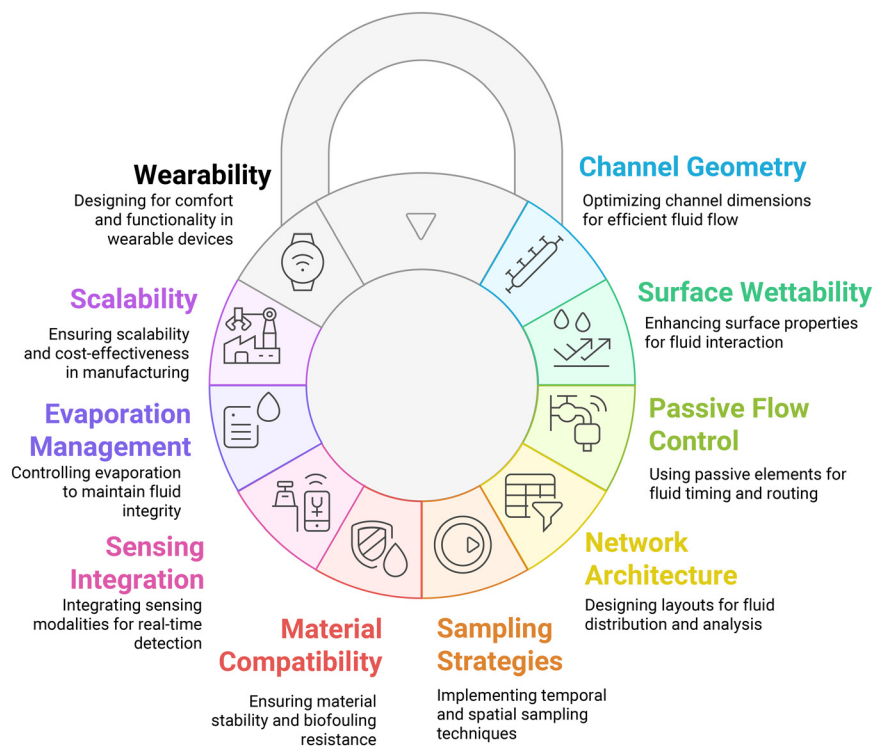 Wearability
Designing for comfort
and functionality in
wearable devices
Channel Geometry
Optimizing channel dimensions
for efficient fluid flow
Scalability
Ensuring scalability
and cost-effectiveness
in manufacturing
Surface Wettability
Enhancing surface properties
for fluid interaction
Evaporation
Management
Controlling evaporation
to maintain fluid
integrity
Passive Flow
Control
Using passive elements for
fluid timing and routing
Sensing
Integration
Integrating sensing
modalities for real-time
detection
Network
Architecture
Designing layouts for fluid
distribution and analysis
Material
Compatibility
Ensuring material
stability and biofouling
resistance
Sampling
Strategies
Implementing temporal
and spatial sampling
techniques